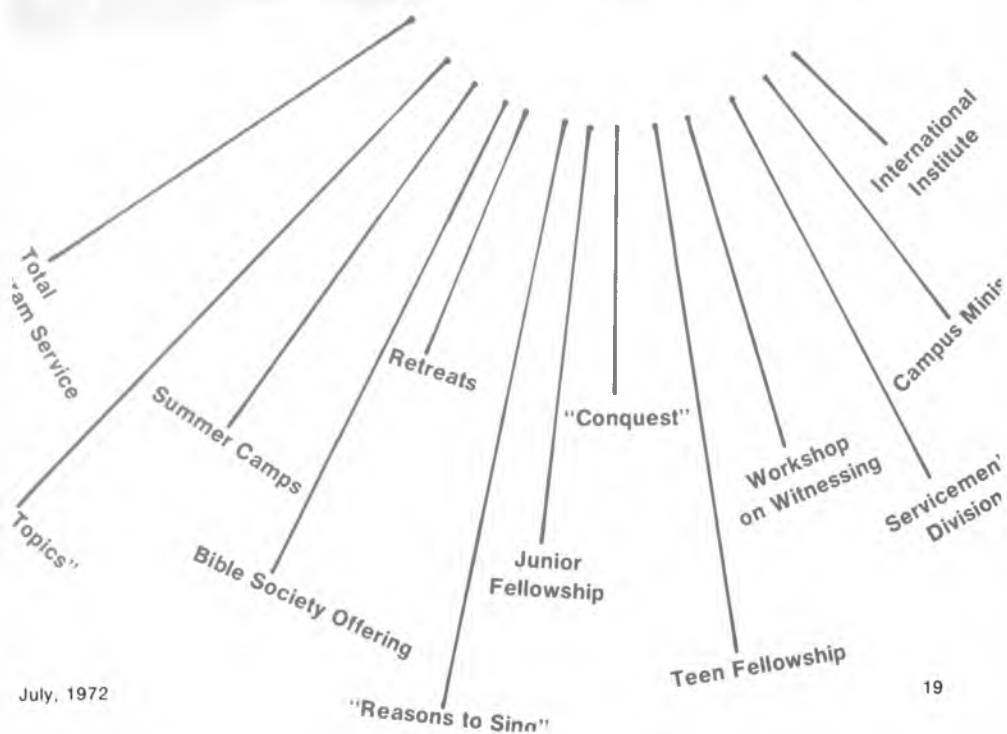 Total
Service
Topics"
Summer Camps
Bible Society Offering
Retreats
"Reasons to Sing"
Junior
Fellowship
"Conquest"
Teen Fellowship
Workshop
on Witnessing
Servicemen'
Division
Campus
International
Institute
July, 1972
19